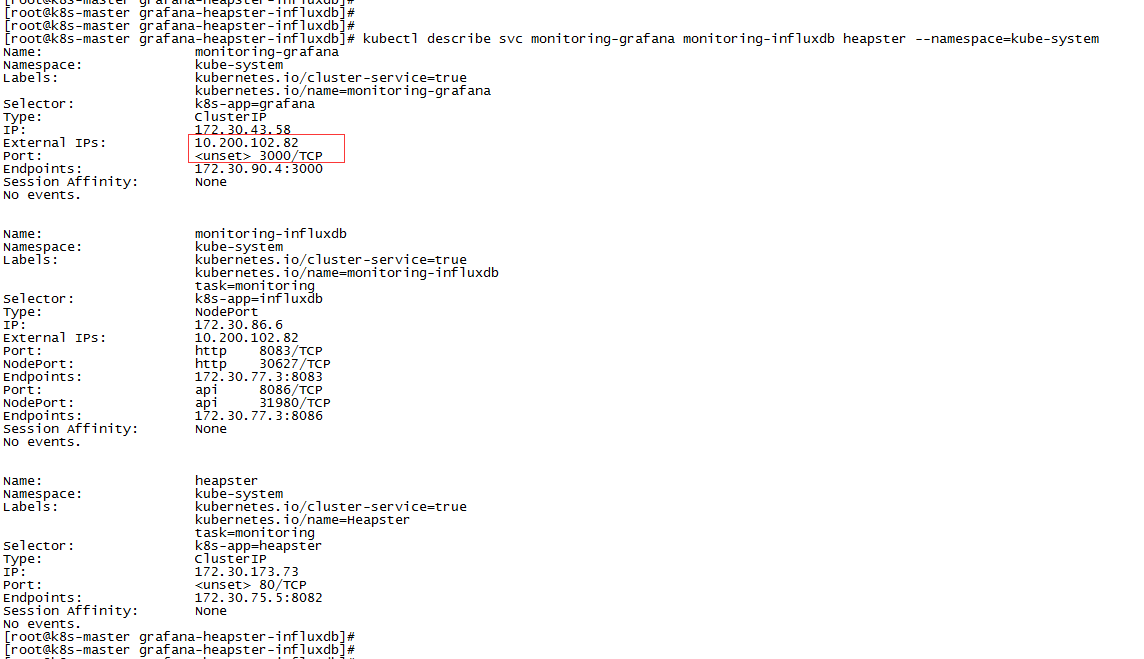 [root@k8s-master grafana-heapster-influxdb]#
[root@k8s-master grafana-heapster-influxdb]#
[root@k8s-master grafana-heapster-influxdb]#
[root@k8s-master grafana-heapster-influxdb]# kubectl describe svc monitoring-grafana monitoring-influxdb heapster --namespace=kube-system
Name: monitoring-grafana
Namespace: kube-system
Labels: kubernetes.io/cluster-service=true
kubernetes.io/name=monitoring-grafana
Selector: k8s-app=grafana
Type: ClusterIP
IP: 172.30.43.58
External IPs: 10.200.102.82
Port: <unset> 3000/TCP
Endpoints: 172.30.90.4:3000
Session Affinity: None
No events.
Name: monitoring-influxdb
Namespace: kube-system
Labels: kubernetes.io/cluster-service=true
kubernetes.io/name=monitoring-influxdb
task=monitoring
Selector: k8s-app=influxdb
Type: NodePort
IP: 172.30.86.6
External IPs: 10.200.102.82
Port: http 8083/TCP
NodePort: http 30627/TCP
Endpoints: 172.30.77.3:8083
Port: api 8086/TCP
NodePort: api 31980/TCP
Endpoints: 172.30.77.3:8086
Session Affinity: None
No events.
Name: heapster
Namespace: kube-system
Labels: kubernetes.io/cluster-service=true
kubernetes.io/name=Heapster
task=monitoring
Selector: k8s-app=heapster
Type: ClusterIP
IP: 172.30.173.73
Port: <unset> 80/TCP
Endpoints: 172.30.75.5:8082
Session Affinity: None
No events.
[root@k8s-master grafana-heapster-influxdb]#
[root@k8s-master grafana-heapster-influxdb]#
[root@k8s-master grafana-heapster-influxdb]#